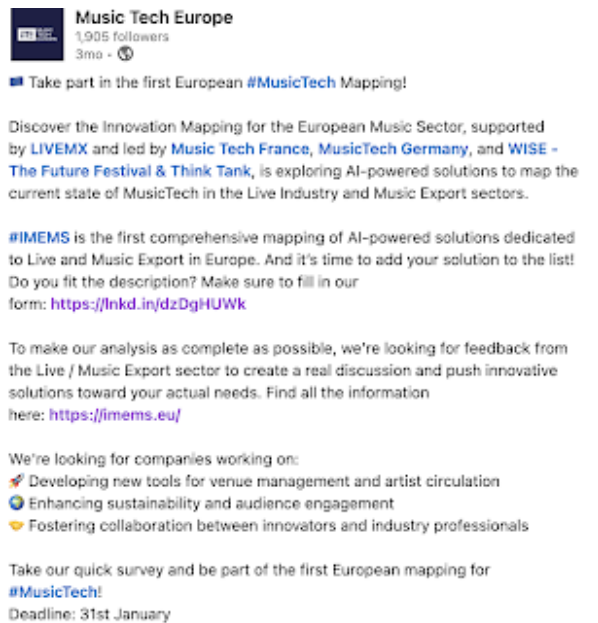 Music Tech Europe
1,905 followers
3mo •
Take part in the first European #MusicTech Mapping!
Discover the Innovation Mapping for the European Music Sector, supported
by LIVEMX and led by Music Tech France, MusicTech Germany, and WISE -
The Future Festival & Think Tank, is exploring AI-powered solutions to map the
current state of MusicTech in the Live Industry and Music Export sectors.
#IMEMS is the first comprehensive mapping of AI-powered solutions dedicated
to Live and Music Export in Europe. And it's time to add your solution to the list!
Do you fit the description? Make sure to fill in our
form: https://lnkd.in/dzDgHUWk
To make our analysis as complete as possible, we're looking for feedback from
the Live / Music Export sector to create a real discussion and push innovative
solutions toward your actual needs. Find all the information
here: https://imems.eu/
We're looking for companies working on:
🚀 Developing new tools for venue management and artist circulation
🌍 Enhancing sustainability and audience engagement
🤝 Fostering collaboration between innovators and industry professionals
Take our quick survey and be part of the first European mapping for
#MusicTech!
Deadline: 31st January